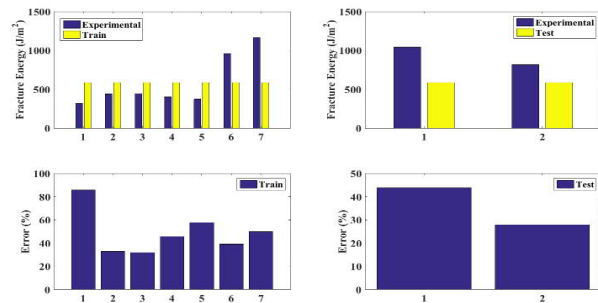 Fracture Energy (J/m²)
1500
1000
500
0
Experimental
Train
1 2 3 4 5 6 7
Fracture Energy (J/m²)
1500
1000
500
0
Experimental
Test
1 2
Error (%)
100
80
60
40
20
0
Train
1 2 3 4 5 6 7
Error (%)
50
40
30
20
10
0
Test
1 2